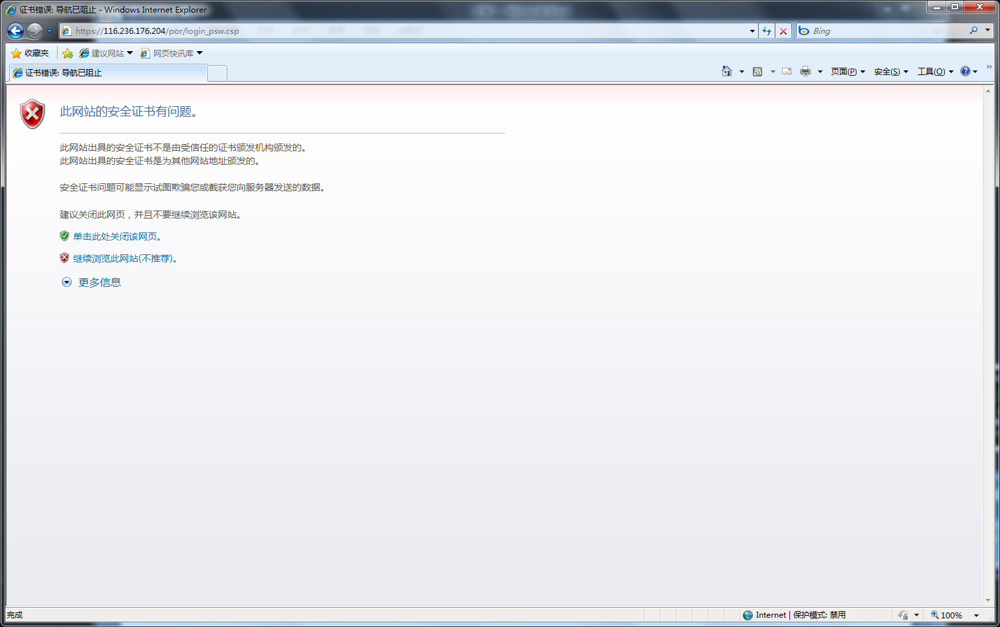 证书错误: 导航已阻止 - Windows Internet Explorer
https://116.236.176.204/por/login_psw.csp
Bing
收藏夹
建议网站
网页快讯库
证书错误: 导航已阻止
页面(P)
安全(S)
工具(O)
此网站的安全证书有问题。
此网站出具的安全证书不是由受信任的证书颁发机构颁发的。
此网站出具的安全证书是为其他网站地址颁发的。
安全证书问题可能显示试图欺骗您或截获您向服务器发送的数据。
建议关闭此网页，并且不要继续浏览该网站。
单击此处关闭该网页。
继续浏览此网站(不推荐)。
更多信息
完成
Internet | 保护模式: 禁用
100%